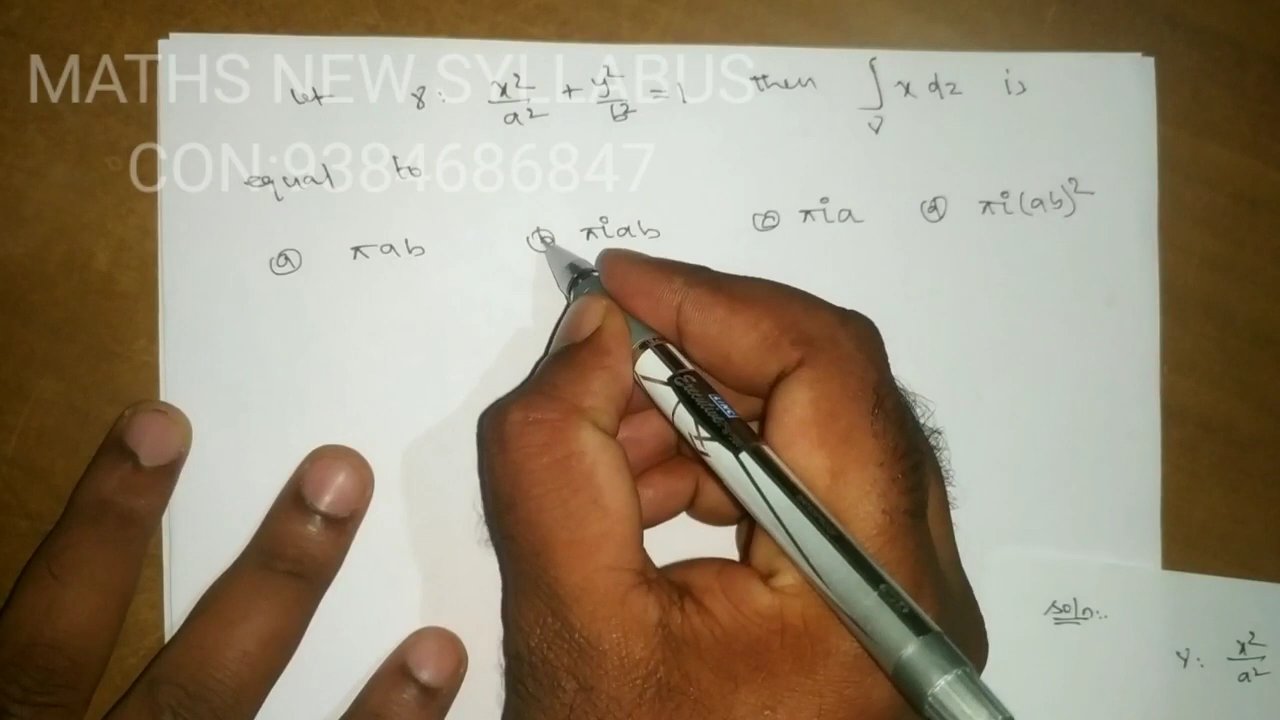 MATHS NEW SYLLABUS
CON:9384686847
Let γ: x²/a² + y²/b² = 1 then ∫γ x dz is
equal to
ⓐ πab ⓑ πiab ⓒ πia ⓓ πi(ab)²
soln:
γ: x²/a²